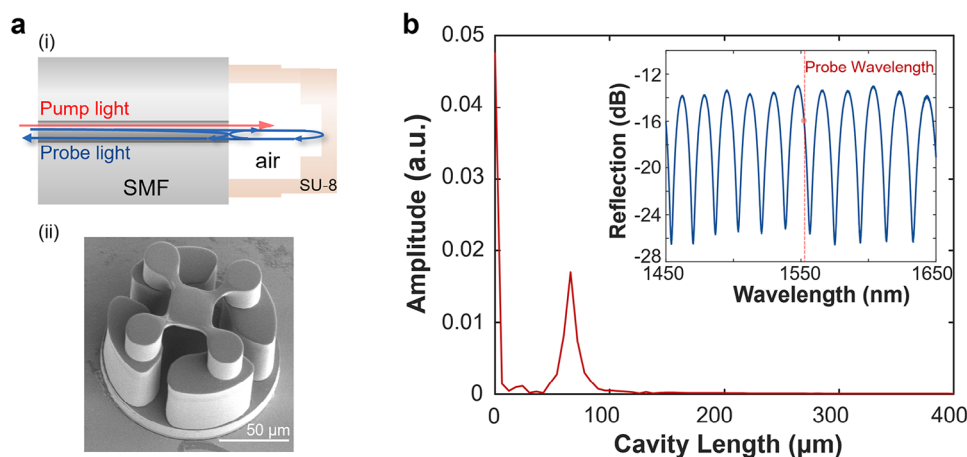 a
(i)
Pump light
Probe light
air
SMF
SU-8
(ii)
50 µm
b
0.05
0.04
0.03
0.02
0.01
0
Amplitude (a.u.)
0
100
200
300
400
Cavity Length (µm)
Probe Wavelength
-12
-16
-20
-24
-28
Reflection (dB)
1450
1550
1650
Wavelength (nm)